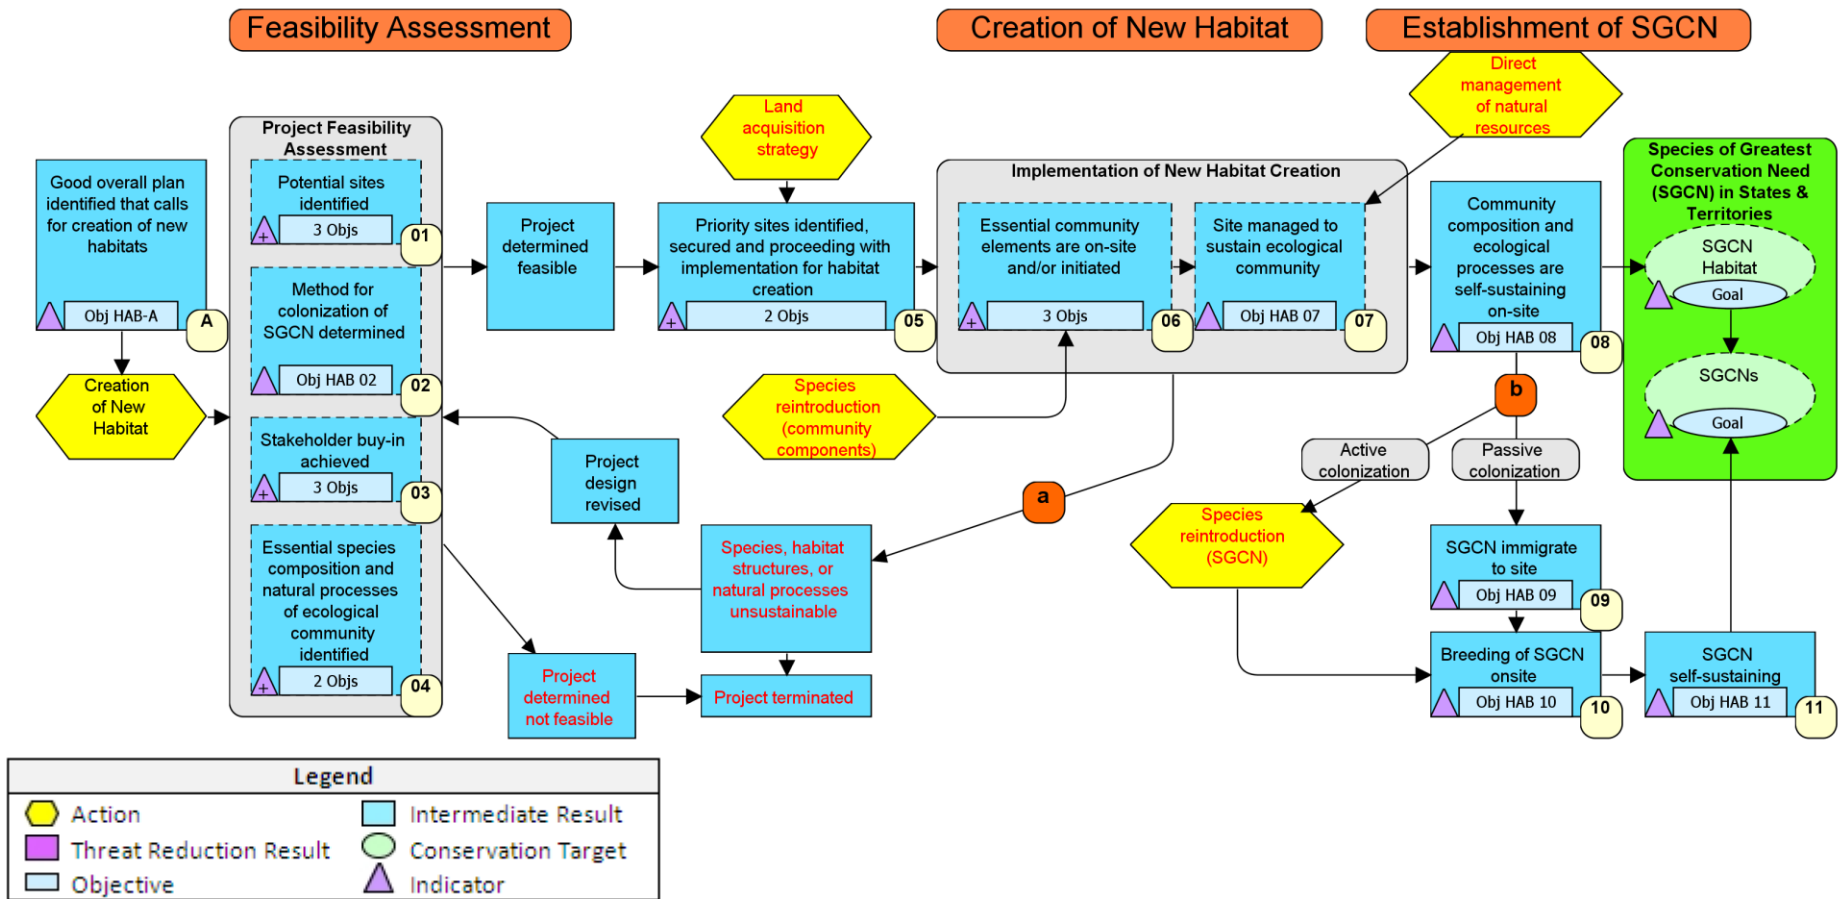 Feasibility Assessment
Creation of New Habitat
Establishment of SGCN
Good overall plan
identified that calls
for creation of new
habitats
Obj HAB-A
A
Creation
of New
Habitat
Project Feasibility
Assessment
Potential sites
identified
+
3 Objs
01
Method for
colonization of
SGCN determined
Obj HAB 02
02
Stakeholder buy-in
achieved
+
3 Objs
03
Essential species
composition and
natural processes
of ecological
community
identified
+
2 Objs
04
Project
determined
feasible
Land
acquisition
strategy
Priority sites identified,
secured and proceeding with
implementation for habitat
creation
+
2 Objs
05
Species
reintroduction
(community
components)
Project
design
revised
Species, habitat
structures, or
natural processes
unsustainable
Project
determined
not feasible
Project terminated
Implementation of New Habitat Creation
Essential community
elements are on-site
and/or initiated
+
3 Objs
06
Site managed to
sustain ecological
community
Obj HAB 07
07
a
Direct
management
of natural
resources
Community
composition and
ecological
processes are
self-sustaining
on-site
Obj HAB 08
08
b
Active
colonization
Passive
colonization
Species
reintroduction
(SGCN)
SGCN immigrate
to site
Obj HAB 09
09
Breeding of SGCN
onsite
Obj HAB 10
10
SGCN
self-sustaining
Obj HAB 11
11
Species of Greatest
Conservation Need
(SGCN) in States &
Territories
SGCN
Habitat
Goal
SGCNs
Goal
Legend
Action
Intermediate Result
Threat Reduction Result
Conservation Target
Objective
Indicator